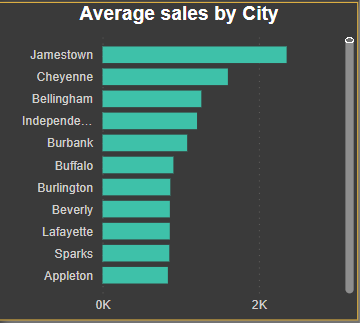 Average sales by City
Jamestown
Cheyenne
Bellingham
Independe...
Burbank
Buffalo
Burlington
Beverly
Lafayette
Sparks
Appleton
0K 2K